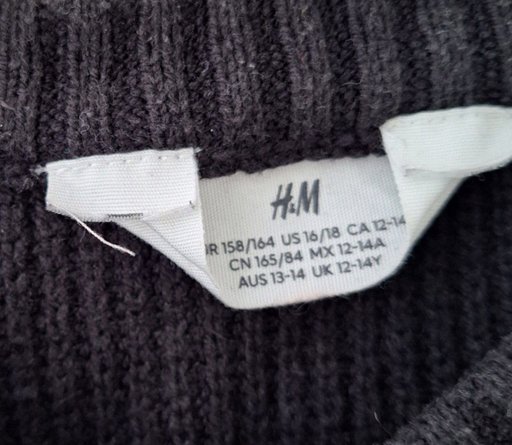 H&M
R 158/164 US 16/18 CA 12-14
CN 165/84 MX 12-14A
AUS 13-14 UK 12-14Y